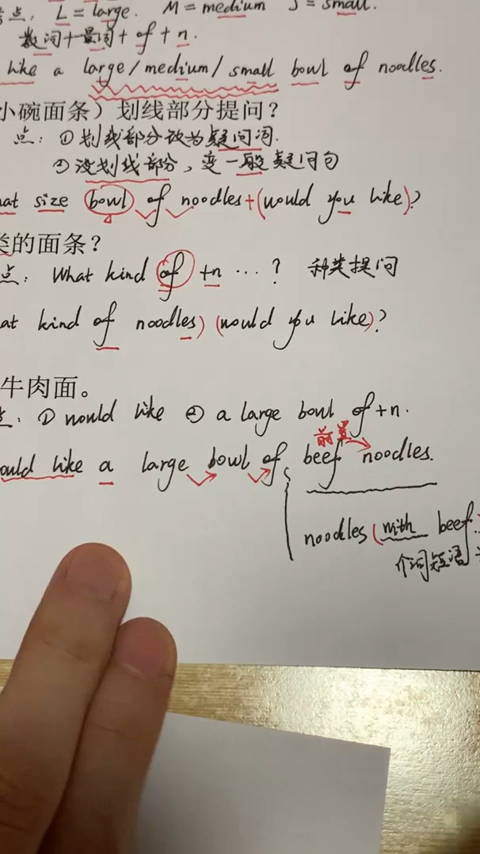 点: L = large. M = medium S = small.
数词 + 量词 + of + n.
like a large/medium/small bowl of noodles.
小碗面条）划线部分提问？
点: ①划线部分改为疑问词.
②没划线部分, 变一般疑问句
at size bowl of noodles + (would you like)?
类的面条？
点: What kind of + n ...? 种类提问
at kind of noodles) (would you like)?
牛肉面。
点: ① would like ② a large bowl of + n.
前置
ould like a large bowl of beef noodles.
noodles (with beef.)
介词短语